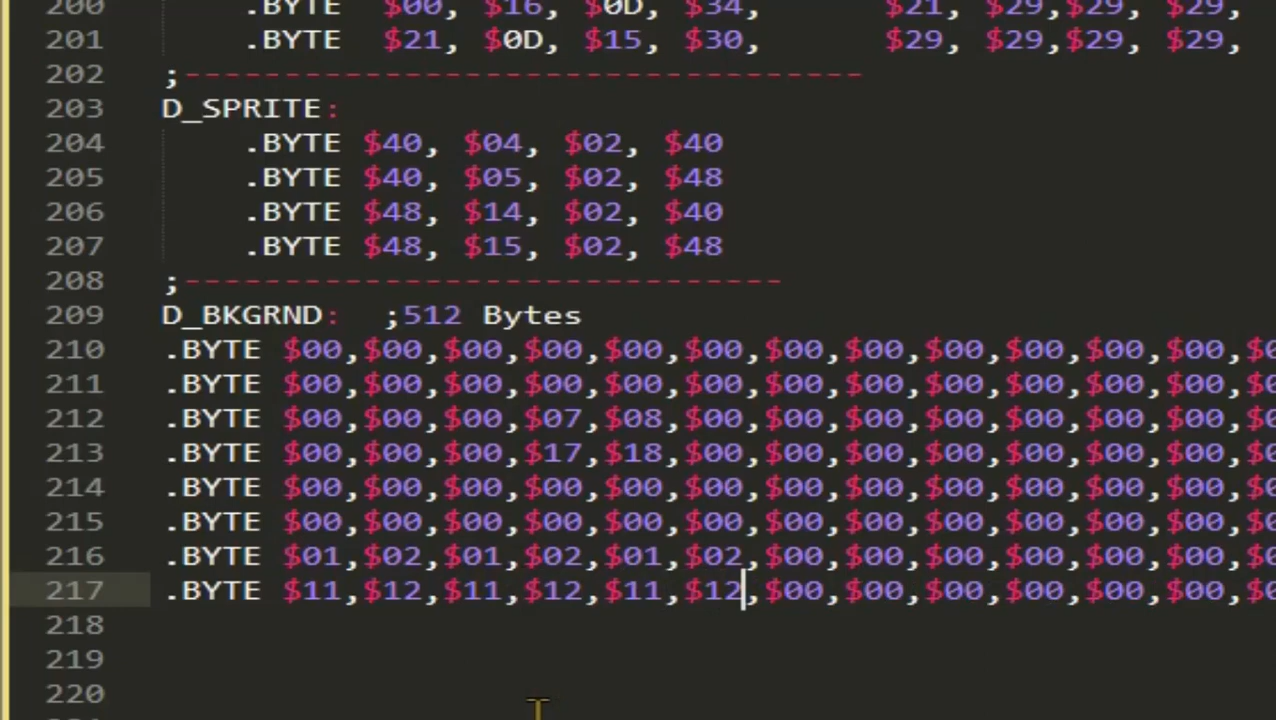 200 .BYTE $00, $16, $0D, $34, $21, $29,$29, $29,
201 .BYTE $21, $0D, $15, $30, $29, $29,$29, $29,
202 ;----------------------------------
203 D_SPRITE:
204 .BYTE $40, $04, $02, $40
205 .BYTE $40, $05, $02, $48
206 .BYTE $48, $14, $02, $40
207 .BYTE $48, $15, $02, $48
208 ;------------------------------
209 D_BKGRND: ;512 Bytes
210 .BYTE $00,$00,$00,$00,$00,$00,$00,$00,$00,$00,$00,$00,
211 .BYTE $00,$00,$00,$00,$00,$00,$00,$00,$00,$00,$00,$00,
212 .BYTE $00,$00,$00,$07,$08,$00,$00,$00,$00,$00,$00,$00,
213 .BYTE $00,$00,$00,$17,$18,$00,$00,$00,$00,$00,$00,$00,
214 .BYTE $00,$00,$00,$00,$00,$00,$00,$00,$00,$00,$00,$00,
215 .BYTE $00,$00,$00,$00,$00,$00,$00,$00,$00,$00,$00,$00,
216 .BYTE $01,$02,$01,$02,$01,$02,$00,$00,$00,$00,$00,$00,
217 .BYTE $11,$12,$11,$12,$11,$12,$00,$00,$00,$00,$00,$00,
218
219
220